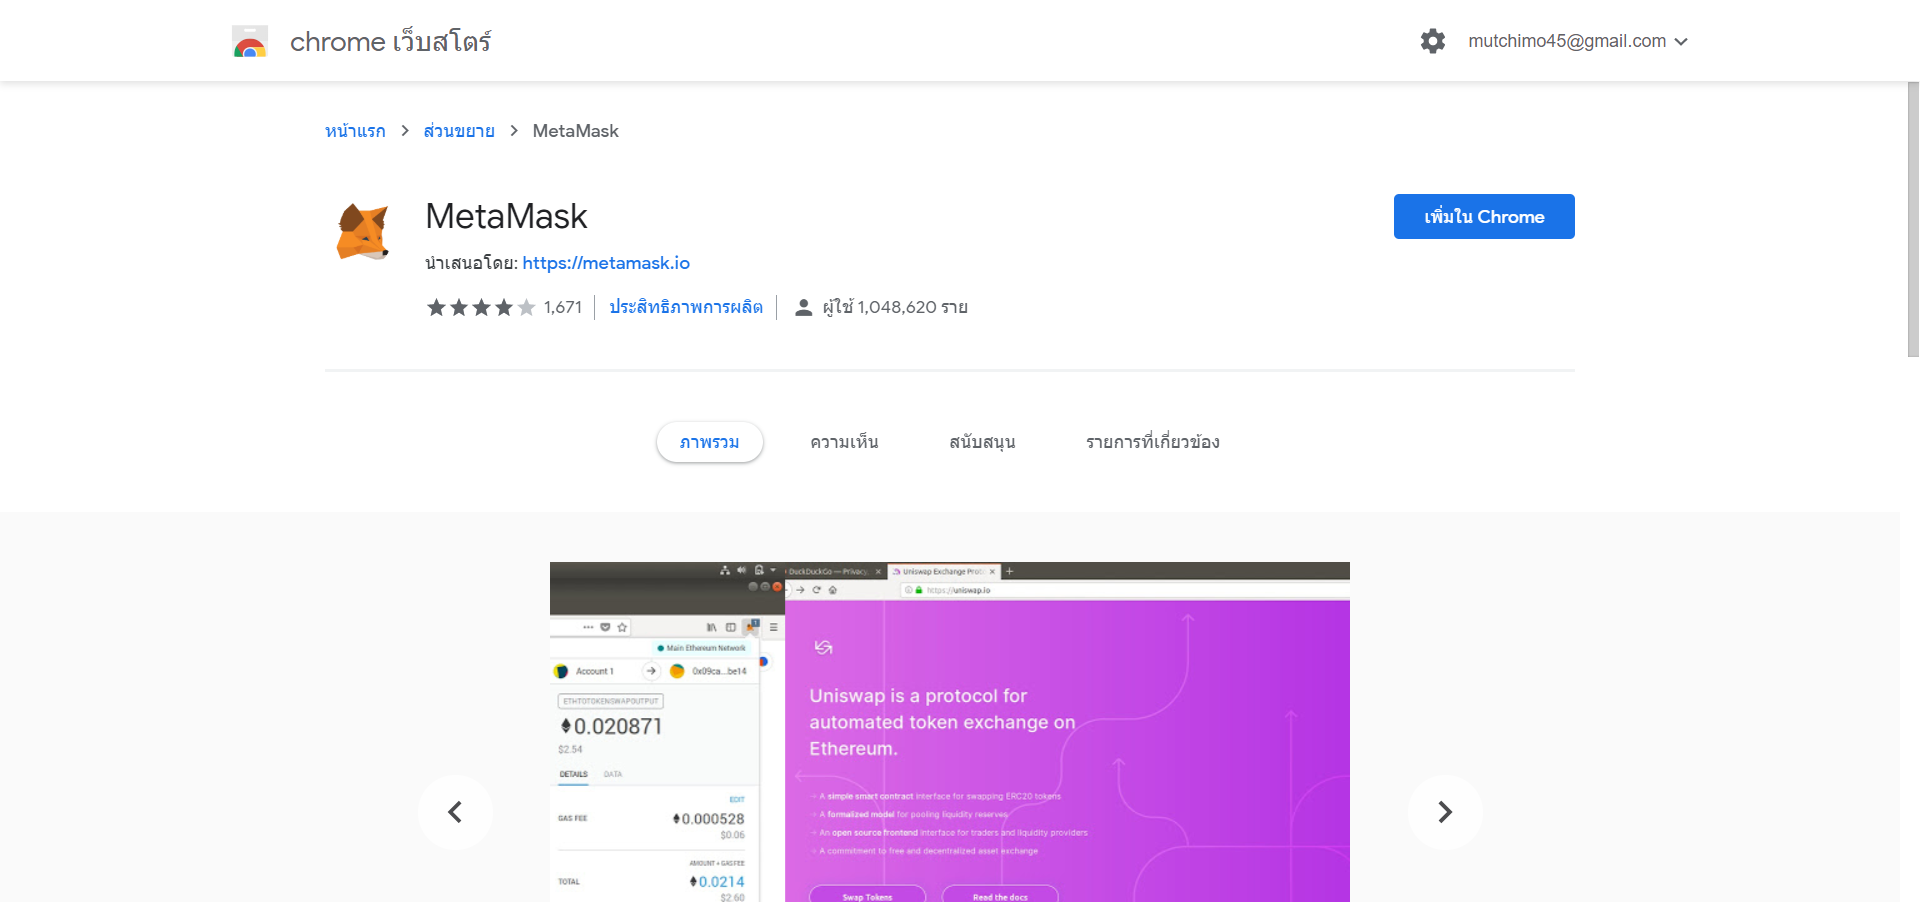 chrome เว็บสโตร์
mutchimo45@gmail.com
หน้าแรก > ส่วนขยาย > MetaMask
MetaMask
เพิ่มใน Chrome
นำเสนอโดย: https://metamask.io
1,671
ประสิทธิภาพการผลิต
ผู้ใช้ 1,048,620 ราย
ภาพรวม
ความเห็น
สนับสนุน
รายการที่เกี่ยวข้อง
DuckDuckGo — Privacy,
Uniswap Exchange Proto
https://uniswap.io
Main Ethereum Network
Account 1
0x09ca...be14
ETHTOTOKENSWAPOUTPUT
0.020871
$2.54
DETAILS
DATA
EDIT
GAS FEE
0.000528
$0.06
AMOUNT + GAS FEE
TOTAL
0.0214
$2.60
Uniswap is a protocol for
automated token exchange on
Ethereum.
A simple smart contract interface for swapping ERC20 tokens
A formalized model for pooling liquidity reserves
An open source frontend interface for traders and liquidity providers
A commitment to free and decentralized asset exchange
Swap Tokens
Read the docs